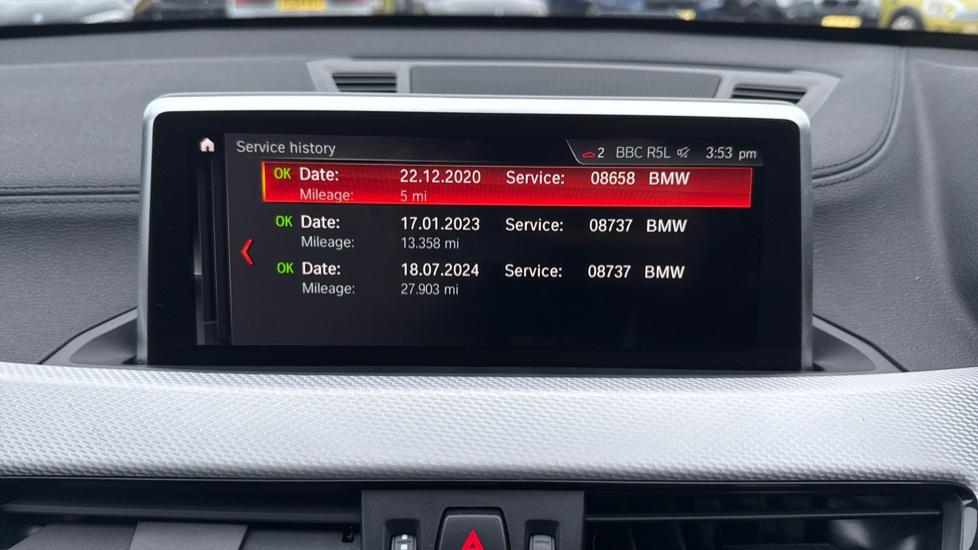 Service history 2 BBC R5L 3:53 pm
OK Date: 22.12.2020 Service: 08658 BMW
Mileage: 5 mi
OK Date: 17.01.2023 Service: 08737 BMW
Mileage: 13.358 mi
OK Date: 18.07.2024 Service: 08737 BMW
Mileage: 27.903 mi